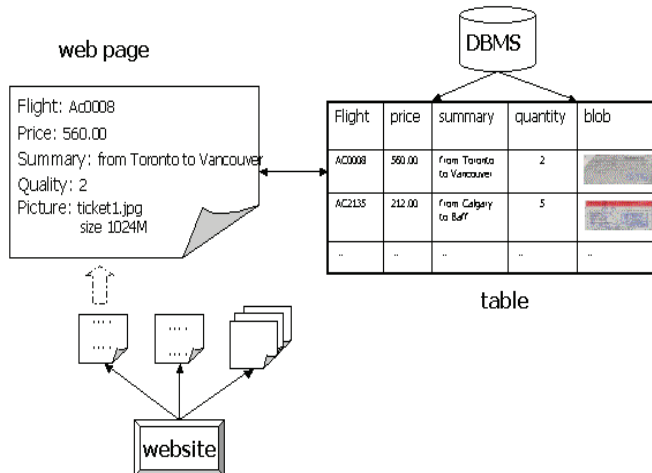 web page
DBMS
Flight: Ac0008
Price: 560.00
Summary: from Toronto to Vancouver
Quality: 2
Picture: ticket1.jpg
size 1024M
Flight price summary quantity blob
AC0008 560.00 from Toronto 2
to Vancouver
AC2135 212.00 from Calgary 5
to Baff
.. .. .. .. ..
table
.... ....
.... ....
website